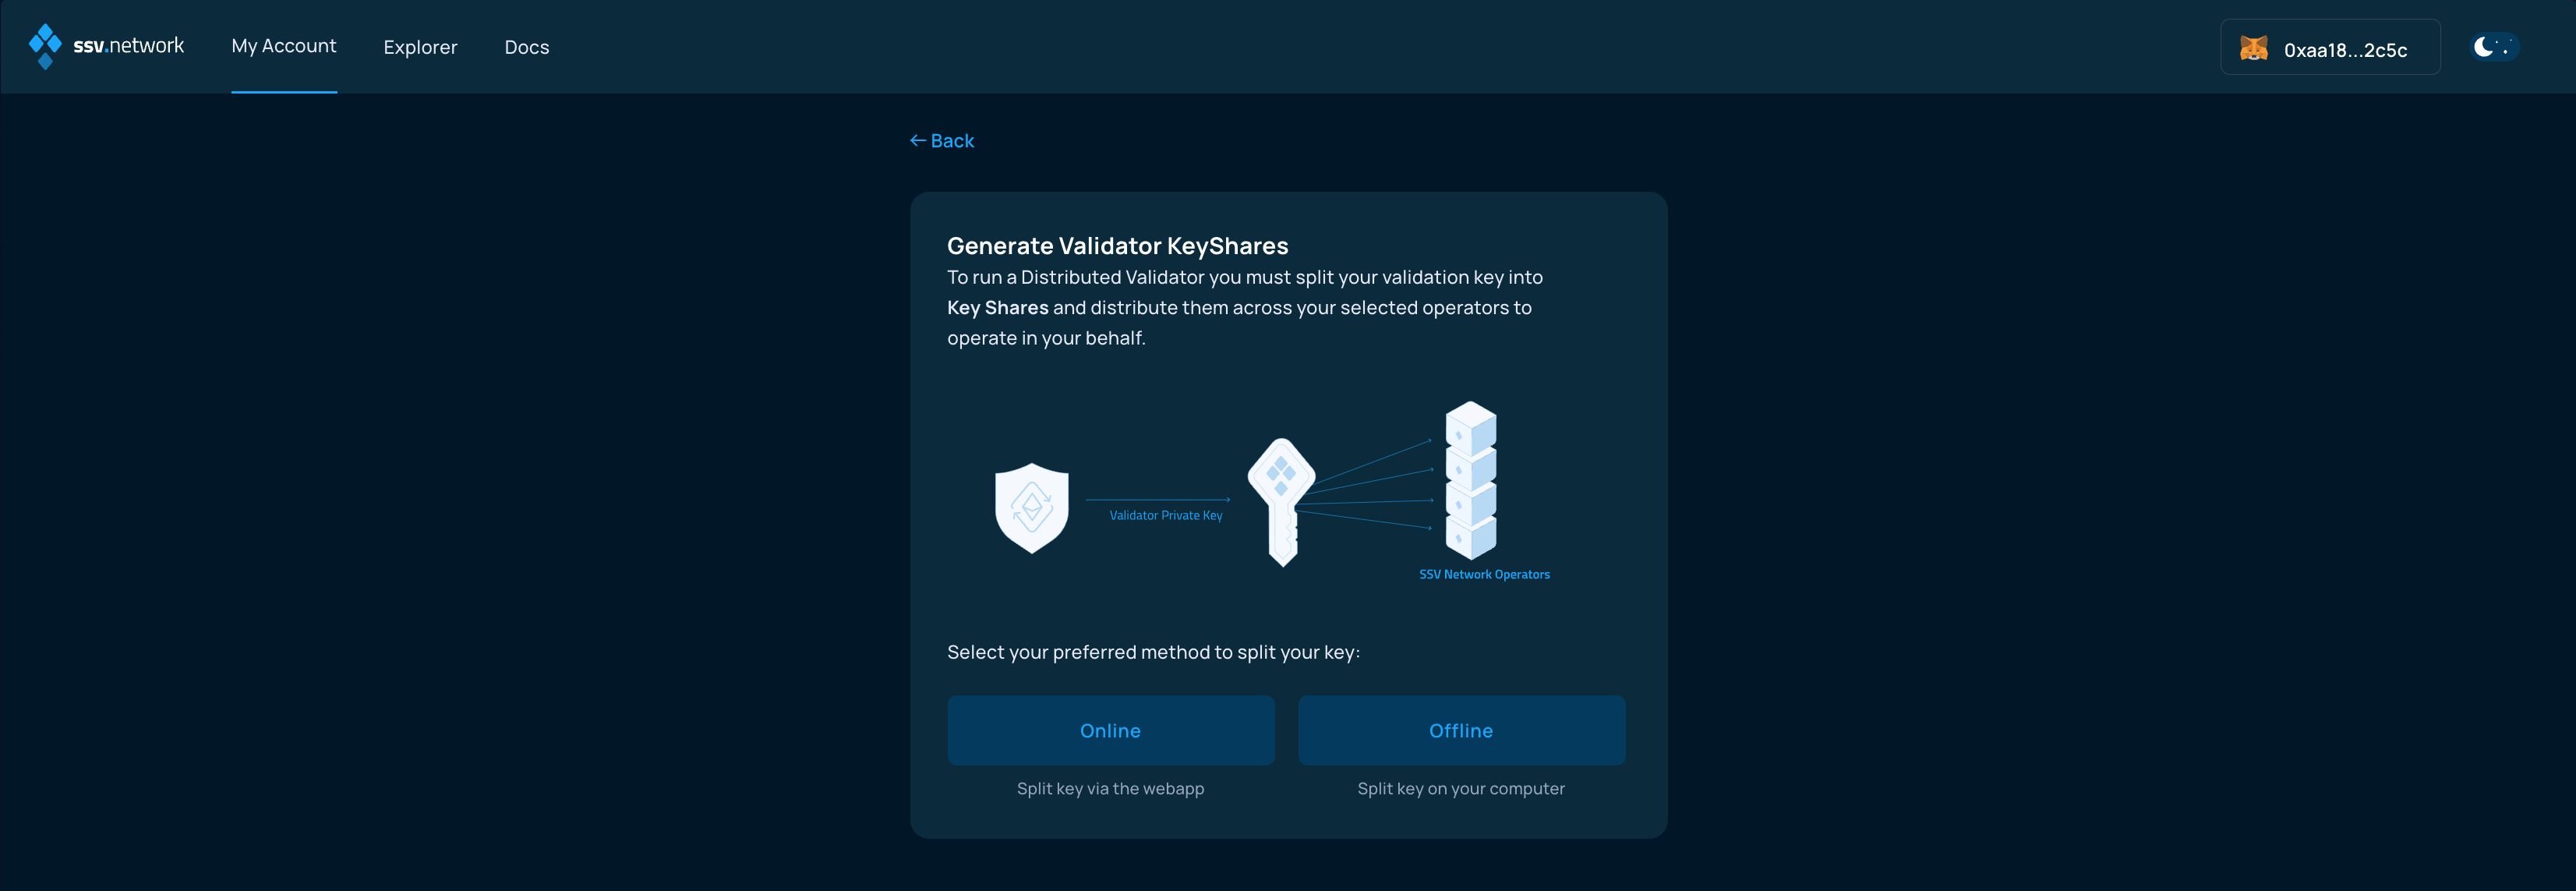 ssv.network
My Account
Explorer
Docs
0xaa18...2c5c
← Back
Generate Validator KeyShares
To run a Distributed Validator you must split your validation key into
Key Shares and distribute them across your selected operators to
operate in your behalf.
Validator Private Key
SSV Network Operators
Select your preferred method to split your key:
Online
Offline
Split key via the webapp
Split key on your computer